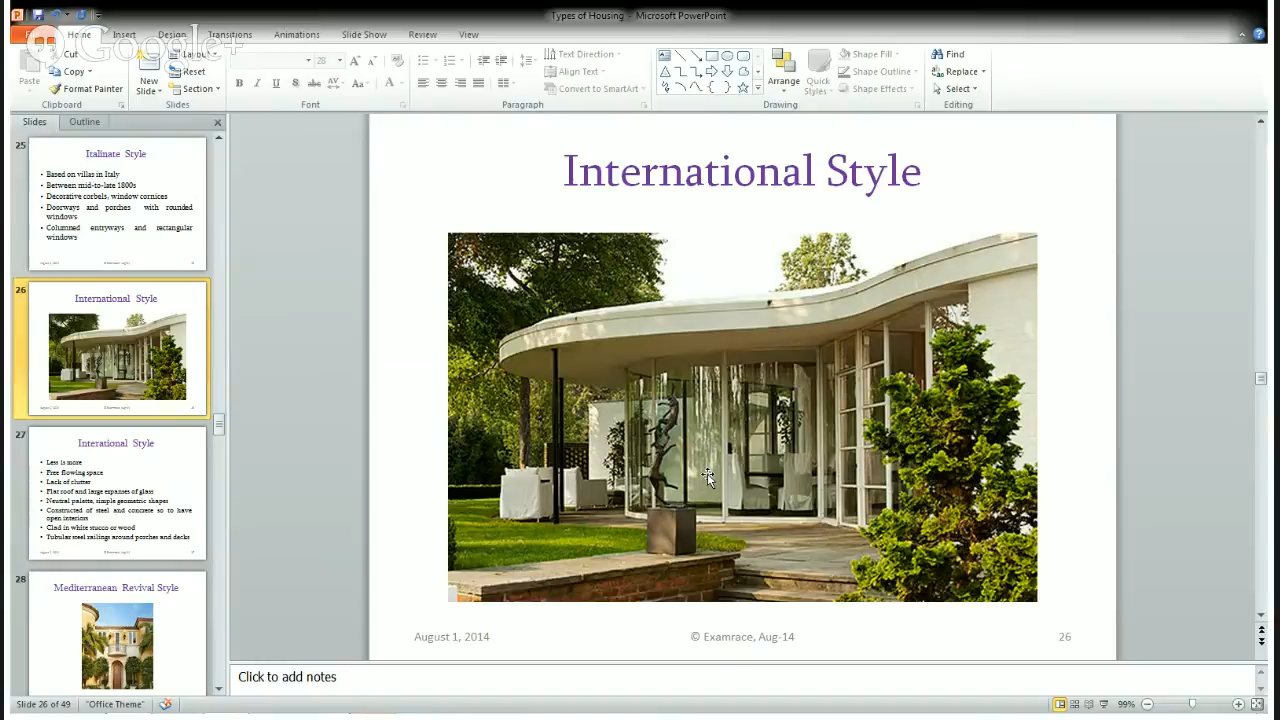 Types of Housing - Microsoft PowerPoint
Google+
File Home Insert Design Transitions Animations Slide Show Review View
Paste
Cut
Copy
Format Painter
Clipboard
New Slide
Layout
Reset
Section
Slides
28
B I U S abc AV Aa A
Font
Text Direction
Align Text
Convert to SmartArt
Paragraph
Arrange
Quick Styles
Shape Fill
Shape Outline
Shape Effects
Drawing
Find
Replace
Select
Editing
Slides Outline
25
Italinate Style
• Based on villas in Italy
• Between mid-to-late 1800s
• Decorative corbels, window cornices
• Doorways and porches with rounded
windows
• Columned entryways and rectangular
windows
26
International Style
27
Interational Style
• Less is more
• Free flowing space
• Lack of clutter
• Flat roof and large expanses of glass
• Neutral palette, simple geometric shapes
• Constructed of steel and concrete so to have
open interiors
• Clad in white stucco or wood
• Tubular steel railings around porches and decks
28
Mediterranean Revival Style
International Style
August 1, 2014 © Examrace, Aug-14 26
Click to add notes
Slide 26 of 49 "Office Theme" 99%